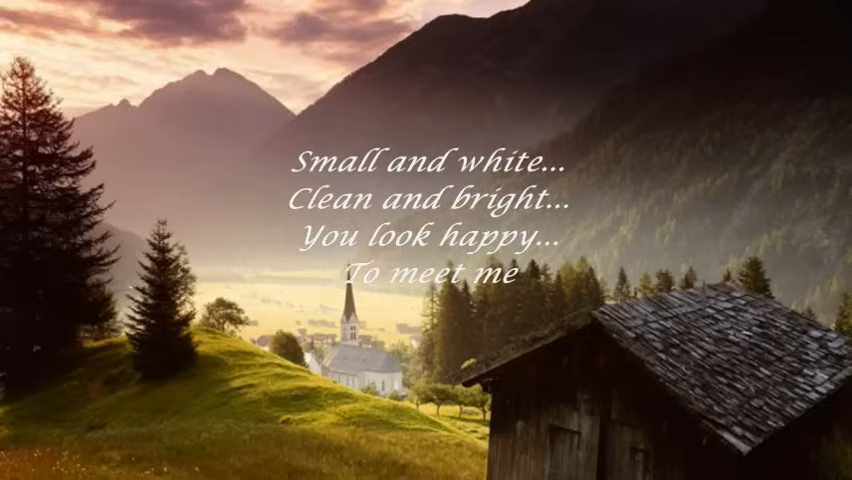 Small and white...
Clean and bright...
You look happy...
To meet me